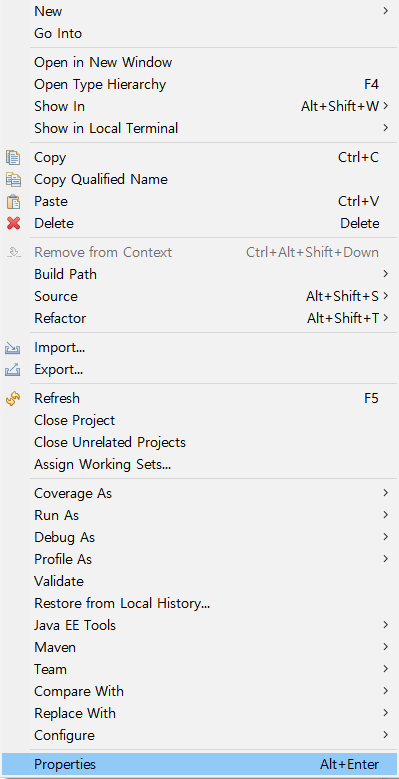 New
Go Into
Open in New Window
Open Type Hierarchy F4
Show In Alt+Shift+W
Show in Local Terminal
Copy Ctrl+C
Copy Qualified Name
Paste Ctrl+V
Delete Delete
Remove from Context Ctrl+Alt+Shift+Down
Build Path
Source Alt+Shift+S
Refactor Alt+Shift+T
Import...
Export...
Refresh F5
Close Project
Close Unrelated Projects
Assign Working Sets...
Coverage As
Run As
Debug As
Profile As
Validate
Restore from Local History...
Java EE Tools
Maven
Team
Compare With
Replace With
Configure
Properties Alt+Enter